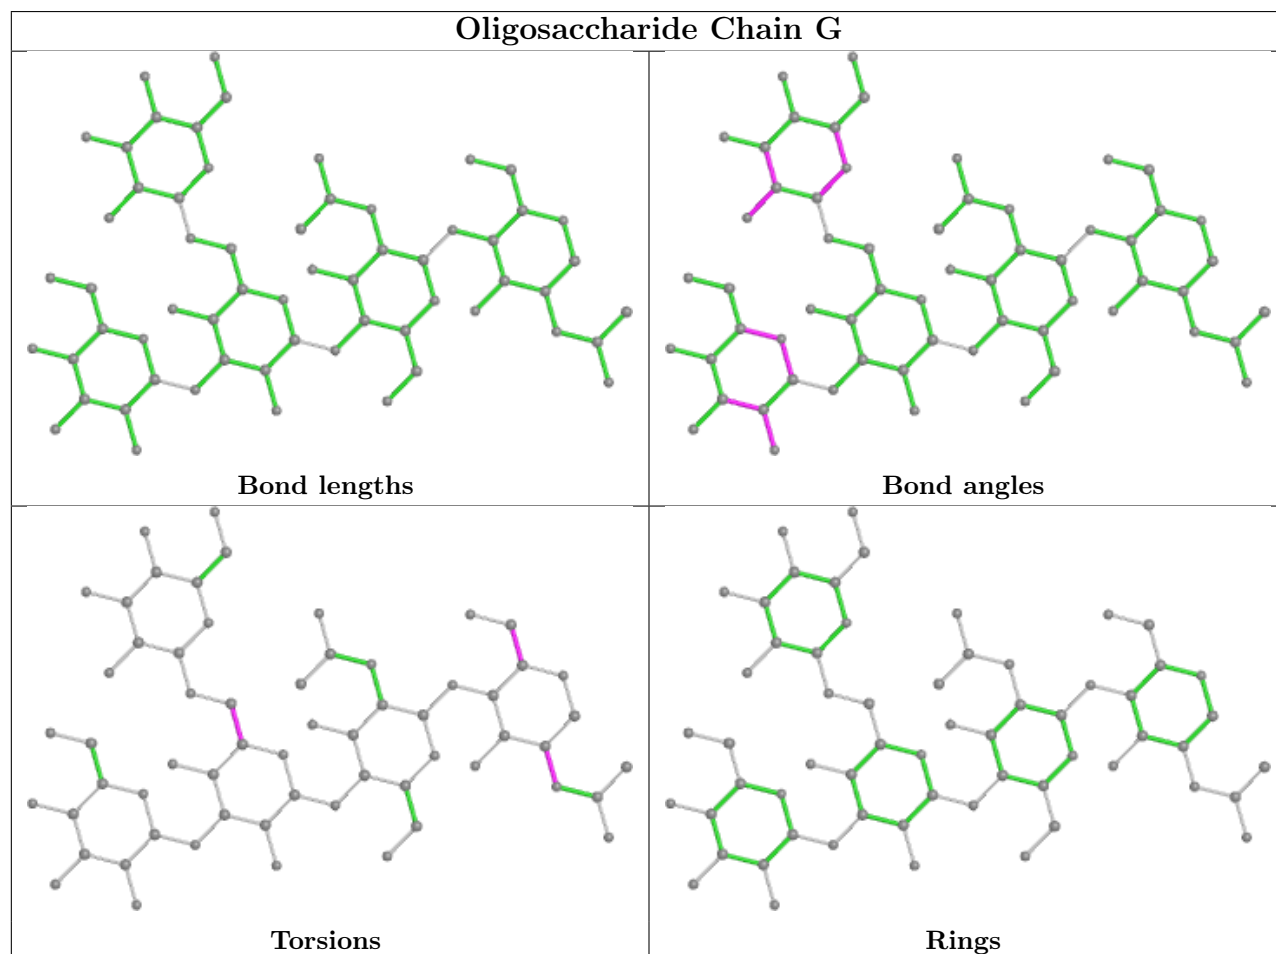 Oligosaccharide Chain G
Bond lengths
Bond angles
Torsions
Rings